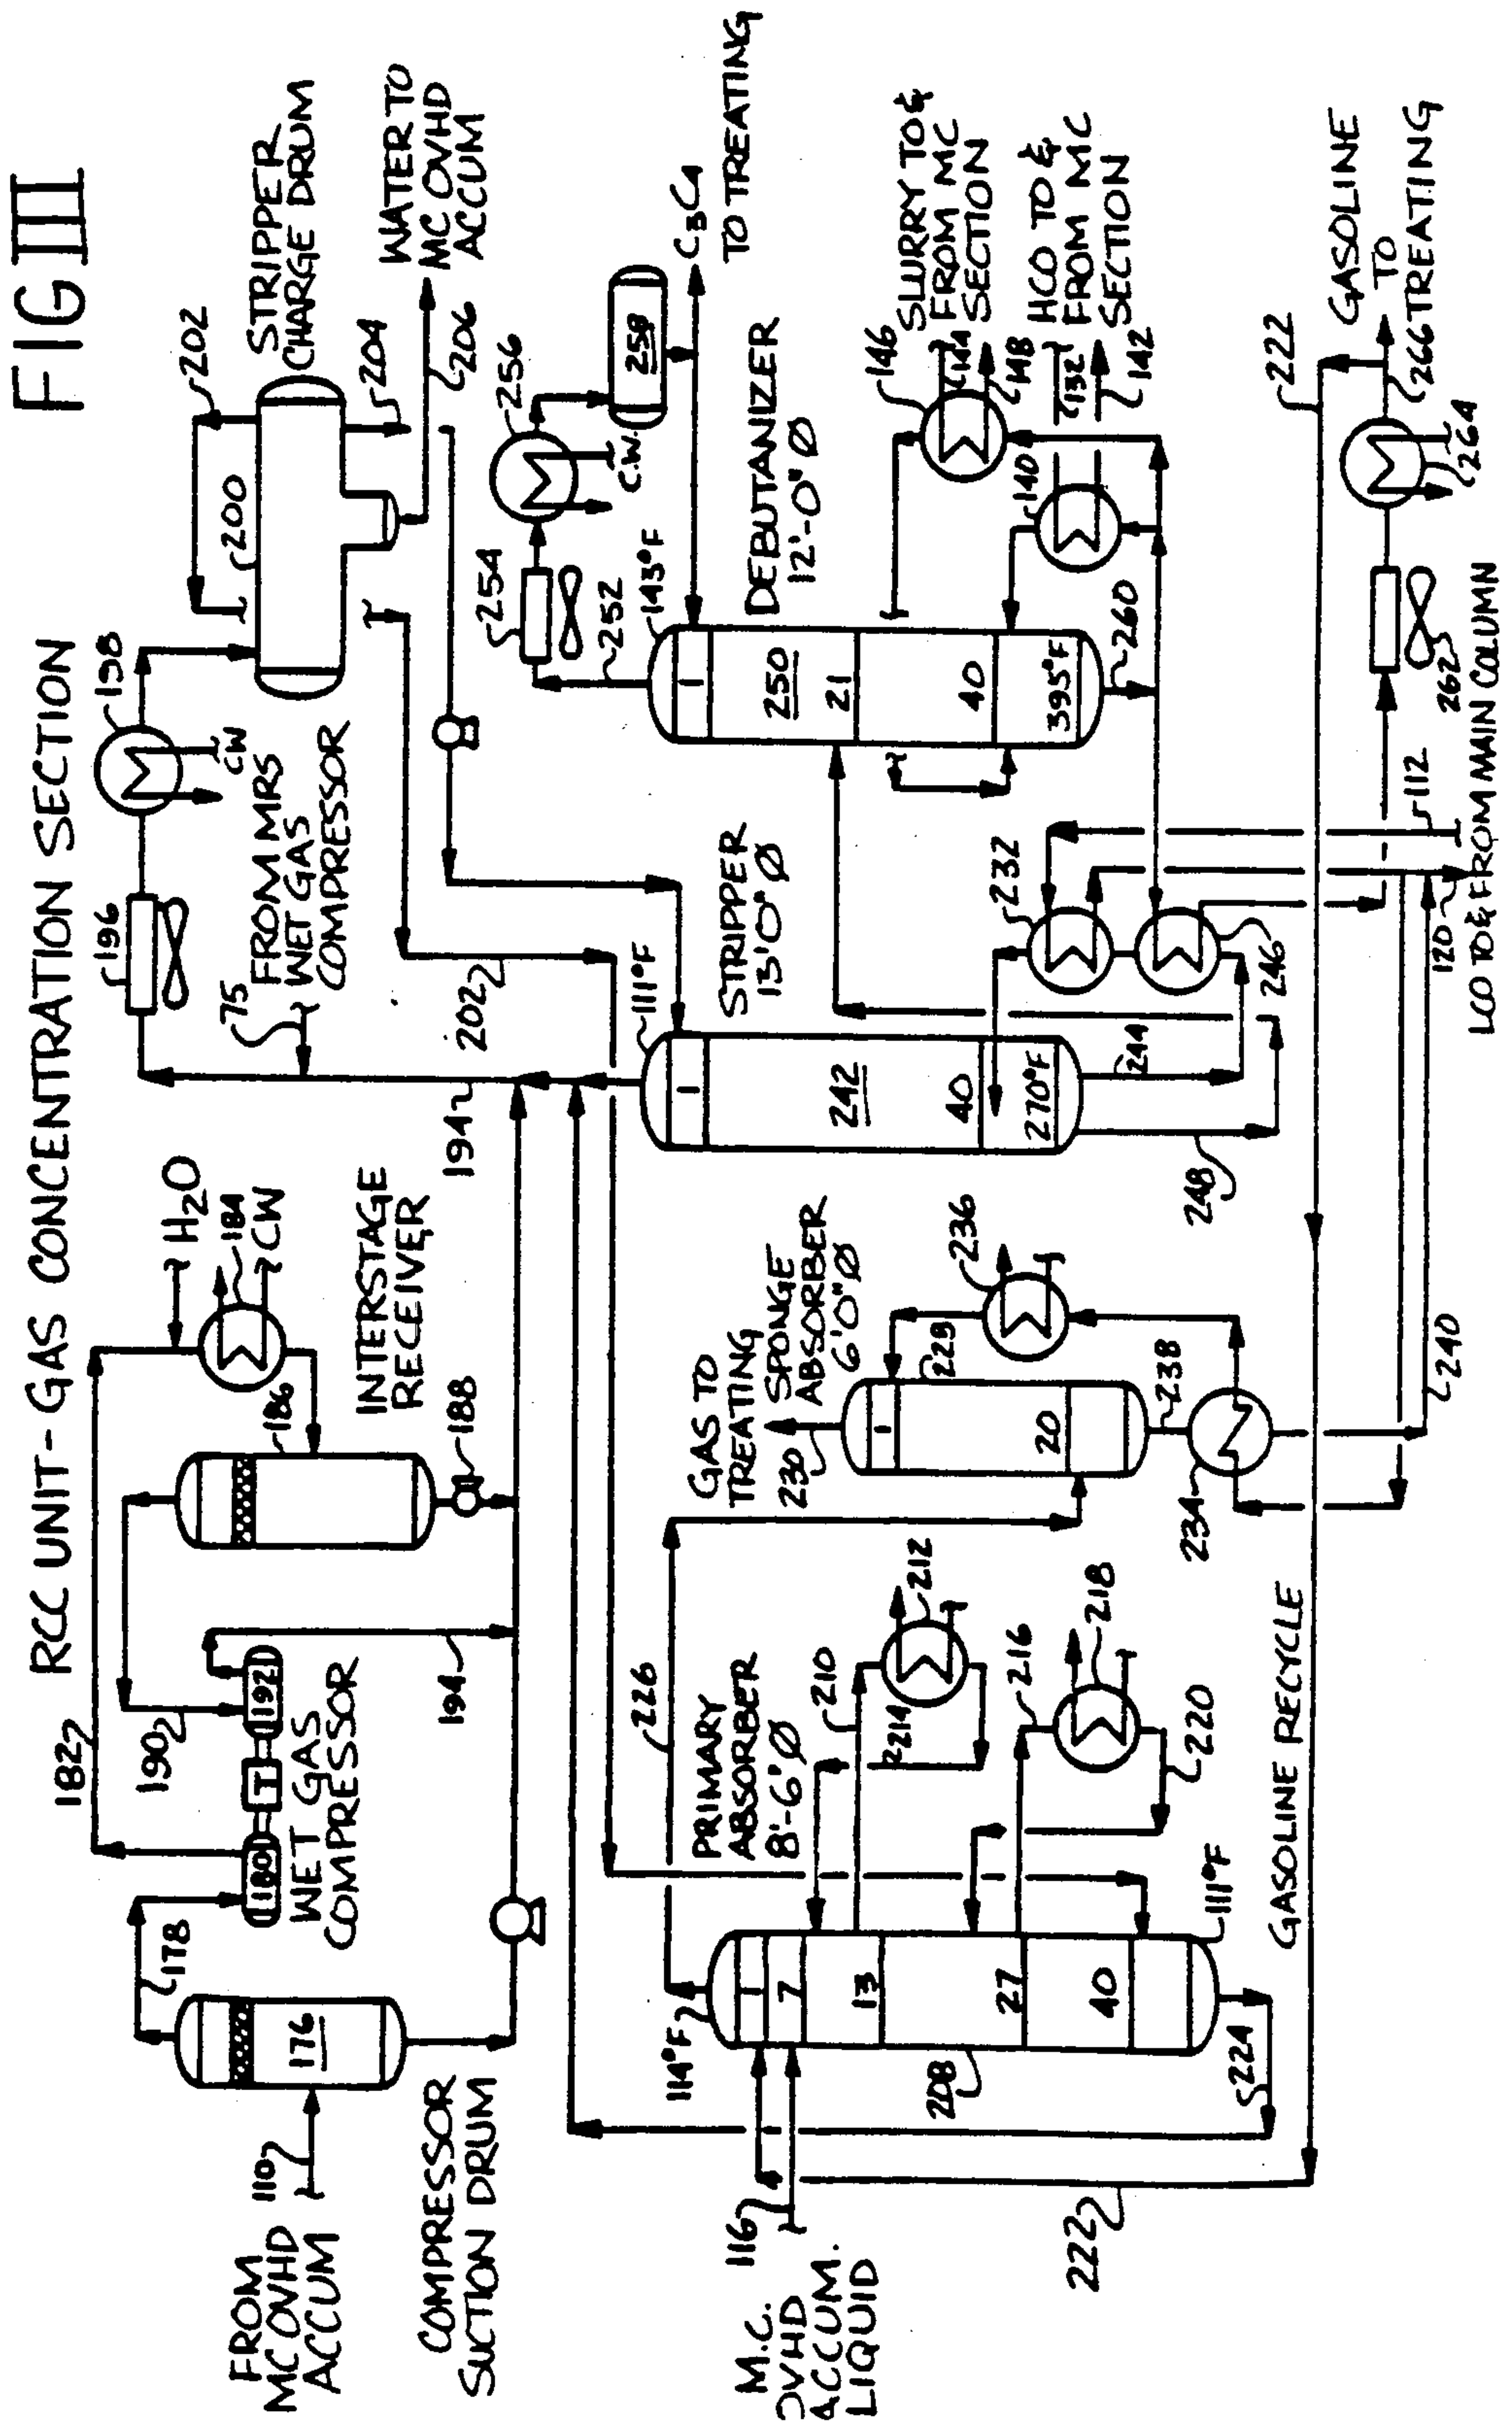 FIG III
RCC UNIT-GAS CONCENTRATION SECTION
182
190
178
180
T
192
WET GAS
COMPRESSOR
194
176
110
FROM
MC OVHD
ACCUM
COMPRESSOR
SUCTION DRUM
H2O
184
CW
186
INTERSTAGE
RECEIVER
188
194
202
75
FROM MRS
WET GAS
COMPRESSOR
196
198
CW
200
202
STRIPPER
CHARGE DRUM
204
WATER TO
MC OVHD
ACCUM
206
M.C.
OVHD
ACCUM.
LIQUID
116
222
114°F
PRIMARY
ABSORBER
8'-6"Ø
1
7
13
27
40
208
224
111°F
226
210
212
214
216
218
220
GASOLINE RECYCLE
GAS TO
TREATING
230
SPONGE
ABSORBER
6'0"Ø
1
20
229
236
238
234
240
111°F
STRIPPER
13'0"Ø
1
242
40
270°F
248
244
246
232
112
120
LCO TO & FROM MAIN COLUMN
254
252
256
C.W.
258
C3C4
TO TREATING
143°F
DEBUTANIZER
12'-0"Ø
1
250
21
40
395°F
260
146
144
148
SLURRY TO &
FROM MC
SECTION
140
132
142
HCO TO &
FROM MC
SECTION
222
262
264
266
GASOLINE
TO
TREATING